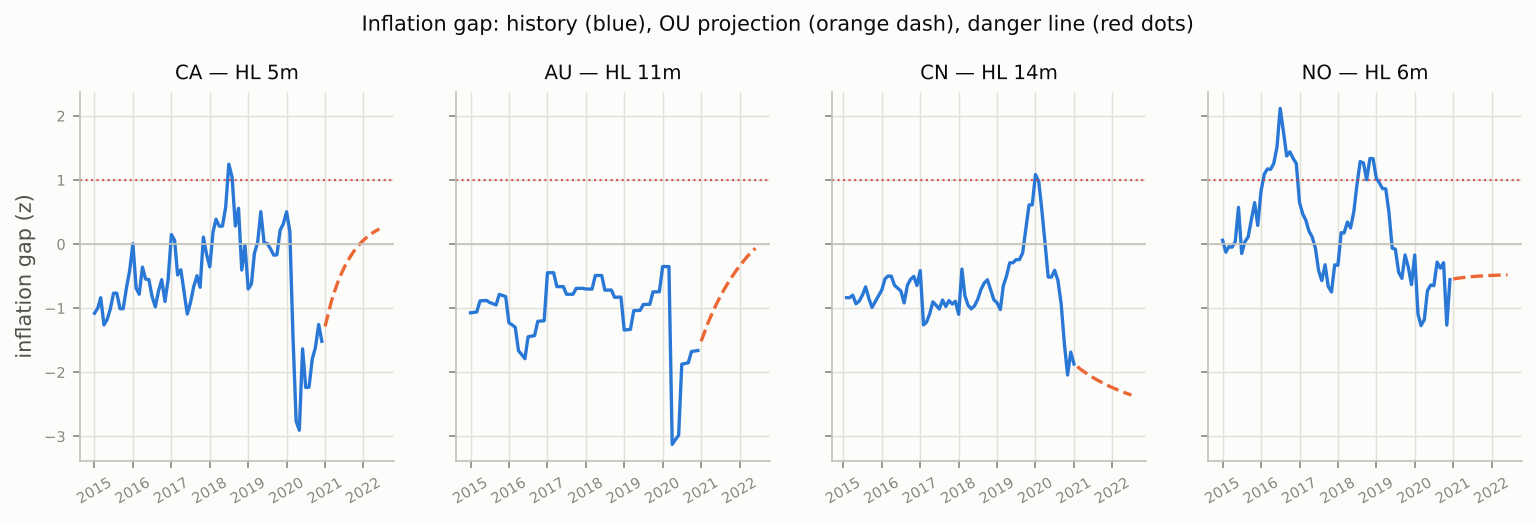 Inflation gap: history (blue), OU projection (orange dash), danger line (red dots)
CA — HL 5m
AU — HL 11m
CN — HL 14m
NO — HL 6m
inflation gap (z)
2
1
0
−1
−2
−3
2015 2016 2017 2018 2019 2020 2021 2022
2015 2016 2017 2018 2019 2020 2021 2022
2015 2016 2017 2018 2019 2020 2021 2022
2015 2016 2017 2018 2019 2020 2021 2022